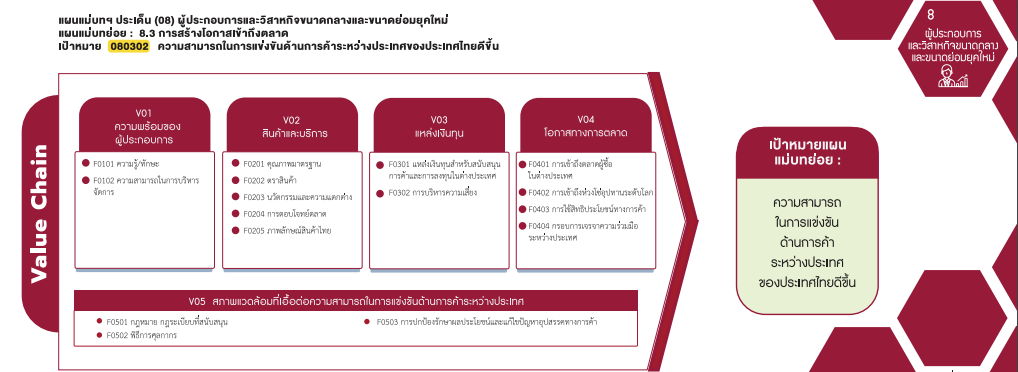 แผนแม่บทฯ ประเด็น (08) ผู้ประกอบการและวิสาหกิจขนาดกลางและขนาดย่อมยุคใหม่
แผนแม่บทย่อย : 8.3 การสร้างโอกาสเข้าถึงตลาด
เป้าหมาย 080302 ความสามารถในการแข่งขันด้านการค้าระหว่างประเทศของประเทศไทยดีขึ้น
8
ผู้ประกอบการ
และวิสาหกิจขนาดกลาง
และขนาดย่อมยุคใหม่
Value Chain
V01
ความพร้อมของ
ผู้ประกอบการ
F0101 ความรู้/ทักษะ
F0102 ความสามารถในการบริหาร
จัดการ
V02
สินค้าและบริการ
F0201 คุณภาพมาตรฐาน
F0202 ตราสินค้า
F0203 นวัตกรรมและความแตกต่าง
F0204 การตอบโจทย์ตลาด
F0205 ภาพลักษณ์สินค้าไทย
V03
แหล่งเงินทุน
F0301 แหล่งเงินทุนสำหรับสนับสนุน
การค้าและการลงทุนในต่างประเทศ
F0302 การบริหารความเสี่ยง
V04
โอกาสทางการตลาด
F0401 การเข้าถึงตลาดผู้ซื้อ
ในต่างประเทศ
F0402 การเข้าถึงห่วงโซ่อุปทานระดับโลก
F0403 การใช้สิทธิประโยชน์ทางการค้า
F0404 กรอบการเจรจาความร่วมมือ
ระหว่างประเทศ
V05 สภาพแวดล้อมที่เอื้อต่อความสามารถในการแข่งขันด้านการค้าระหว่างประเทศ
F0501 กฎหมาย กฎระเบียบที่สนับสนุน
F0502 พิธีการศุลกากร
F0503 การปกป้องรักษาผลประโยชน์และแก้ไขปัญหาอุปสรรคทางการค้า
เป้าหมายแผน
แม่บทย่อย :
ความสามารถ
ในการแข่งขัน
ด้านการค้า
ระหว่างประเทศ
ของประเทศไทยดีขึ้น